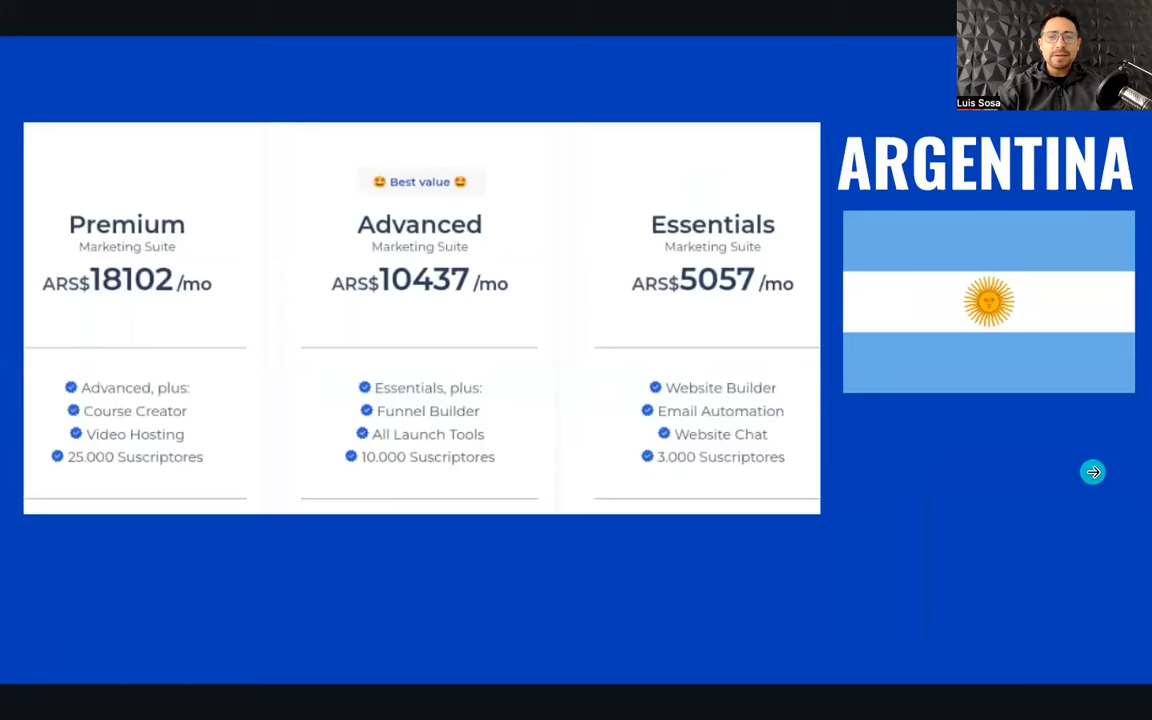 Luis Sosa
ARGENTINA
Premium
Marketing Suite
ARS$18102/mo
Advanced, plus:
Course Creator
Video Hosting
25.000 Suscriptores
🤩 Best value 🤩
Advanced
Marketing Suite
ARS$10437/mo
Essentials, plus:
Funnel Builder
All Launch Tools
10.000 Suscriptores
Essentials
Marketing Suite
ARS$5057/mo
Website Builder
Email Automation
Website Chat
3.000 Suscriptores